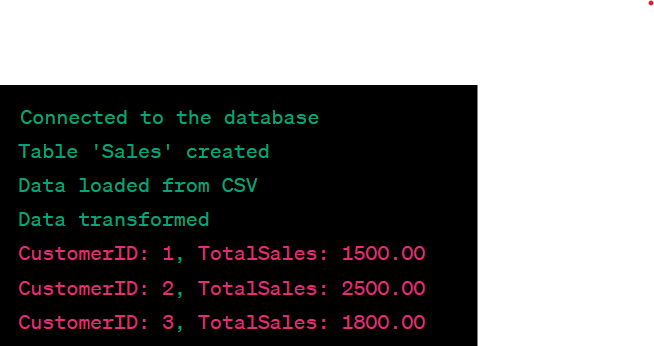 Connected to the database
Table 'Sales' created
Data loaded from CSV
Data transformed
CustomerID: 1, TotalSales: 1500.00
CustomerID: 2, TotalSales: 2500.00
CustomerID: 3, TotalSales: 1800.00